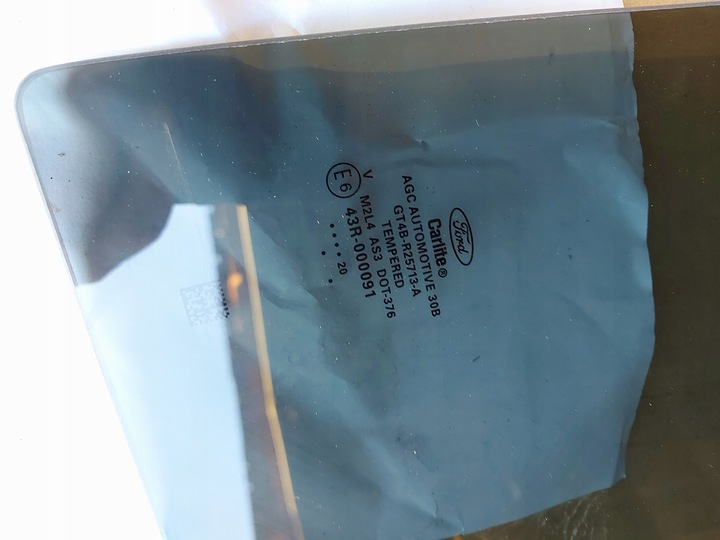 Ford
Carlite®
AGC AUTOMOTIVE 30B
GT4B-R25713-A
TEMPERED
M2L4 AS3 DOT-376
V
E6 43R-000091
.... 20
. .